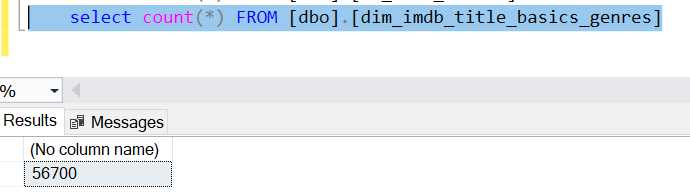 select count(*) FROM [dbo].[dim_imdb_title_basics_genres]
%
Results Messages
(No column name)
56700